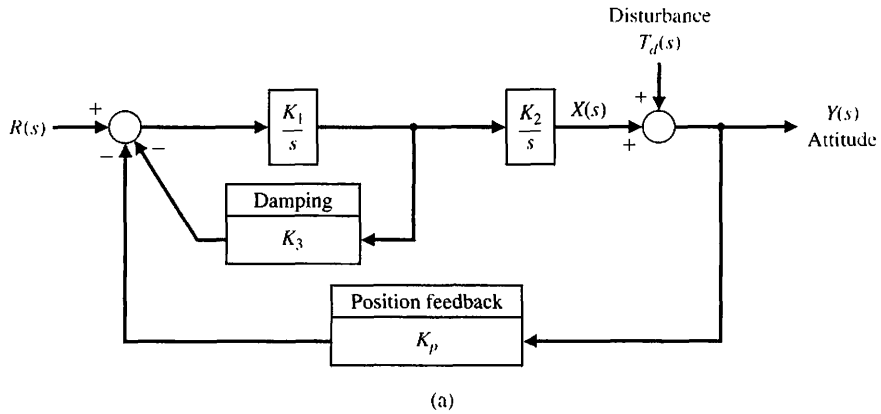 Disturbance
T_d(s)
R(s)
+
−
−
K_1
s
K_2
s
X(s)
+
+
Y(s)
Attitude
Damping
K_3
Position feedback
K_p
(a)